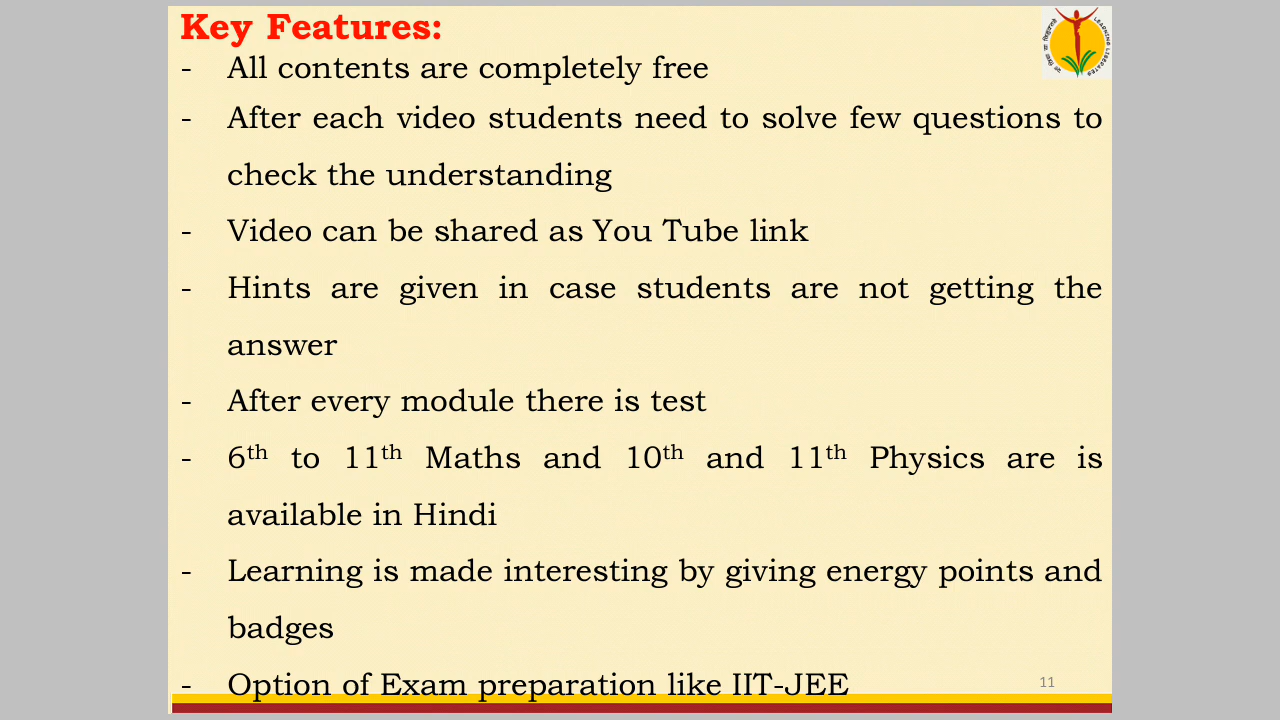 Key Features:
- All contents are completely free
- After each video students need to solve few questions to
check the understanding
- Video can be shared as You Tube link
- Hints are given in case students are not getting the
answer
- After every module there is test
- 6th to 11th Maths and 10th and 11th Physics are is
available in Hindi
- Learning is made interesting by giving energy points and
badges
- Option of Exam preparation like IIT-JEE
11
LEARNING LIBERATES
सा विद्या या विमुक्तये